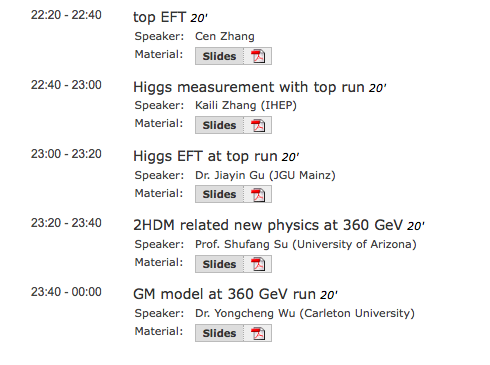 22:20 - 22:40 top EFT 20'
Speaker: Cen Zhang
Material: Slides
22:40 - 23:00 Higgs measurement with top run 20'
Speaker: Kaili Zhang (IHEP)
Material: Slides
23:00 - 23:20 Higgs EFT at top run 20'
Speaker: Dr. Jiayin Gu (JGU Mainz)
Material: Slides
23:20 - 23:40 2HDM related new physics at 360 GeV 20'
Speaker: Prof. Shufang Su (University of Arizona)
Material: Slides
23:40 - 00:00 GM model at 360 GeV run 20'
Speaker: Dr. Yongcheng Wu (Carleton University)
Material: Slides